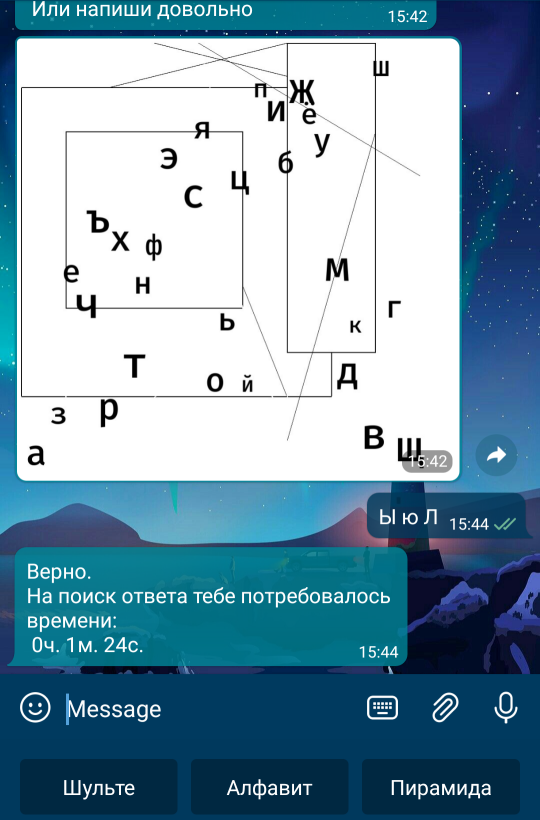 Или напиши довольно
15:42
ш
п Ж
И ё
я
у
э б
ц
С
Ъ
х ф
е М
н
ч г
ь к
Т Д
о й
з р
В
а Щ
15:42
Ы ю Л 15:44
Верно.
На поиск ответа тебе потребовалось
времени:
0ч. 1м. 24с.
15:44
Message
Шульте Алфавит Пирамида